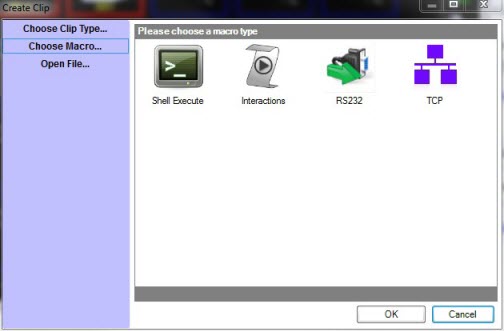 Create Clip
Choose Clip Type...
Choose Macro...
Open File...
Please choose a macro type
>_
Shell Execute
Interactions
RS232
TCP
OK
Cancel